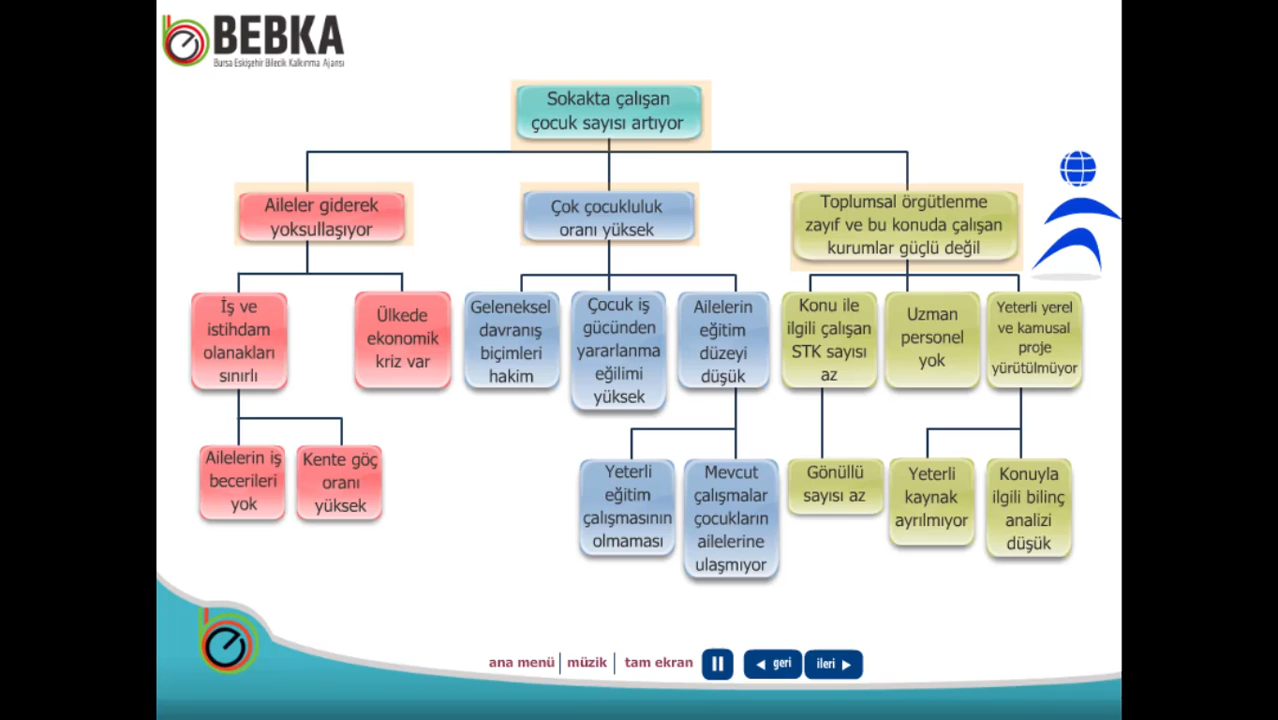 BEBKA
Bursa Eskişehir Bilecik Kalkınma Ajansı
Sokakta çalışan
çocuk sayısı artıyor
Aileler giderek
yoksullaşıyor
Çok çocukluluk
oranı yüksek
Toplumsal örgütlenme
zayıf ve bu konuda çalışan
kurumlar güçlü değil
İş ve
istihdam
olanakları
sınırlı
Ülkede
ekonomik
kriz var
Geleneksel
davranış
biçimleri
hakim
Çocuk iş
gücünden
yararlanma
eğilimi
yüksek
Ailelerin
eğitim
düzeyi
düşük
Konu ile
ilgili çalışan
STK sayısı
az
Uzman
personel
yok
Yeterli yerel
ve kamusal
proje
yürütülmüyor
Ailelerin iş
becerileri
yok
Kente göç
oranı
yüksek
Yeterli
eğitim
çalışmasının
olmaması
Mevcut
çalışmalar
çocukların
ailelerine
ulaşmıyor
Gönüllü
sayısı az
Yeterli
kaynak
ayrılmıyor
Konuyla
ilgili bilinç
analizi
düşük
ana menü
müzik
tam ekran
geri
ileri